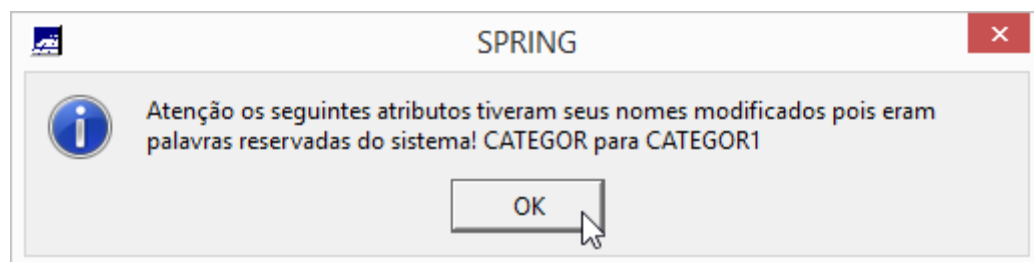 SPRING
Atenção os seguintes atributos tiveram seus nomes modificados pois eram
palavras reservadas do sistema! CATEGOR para CATEGOR1
OK